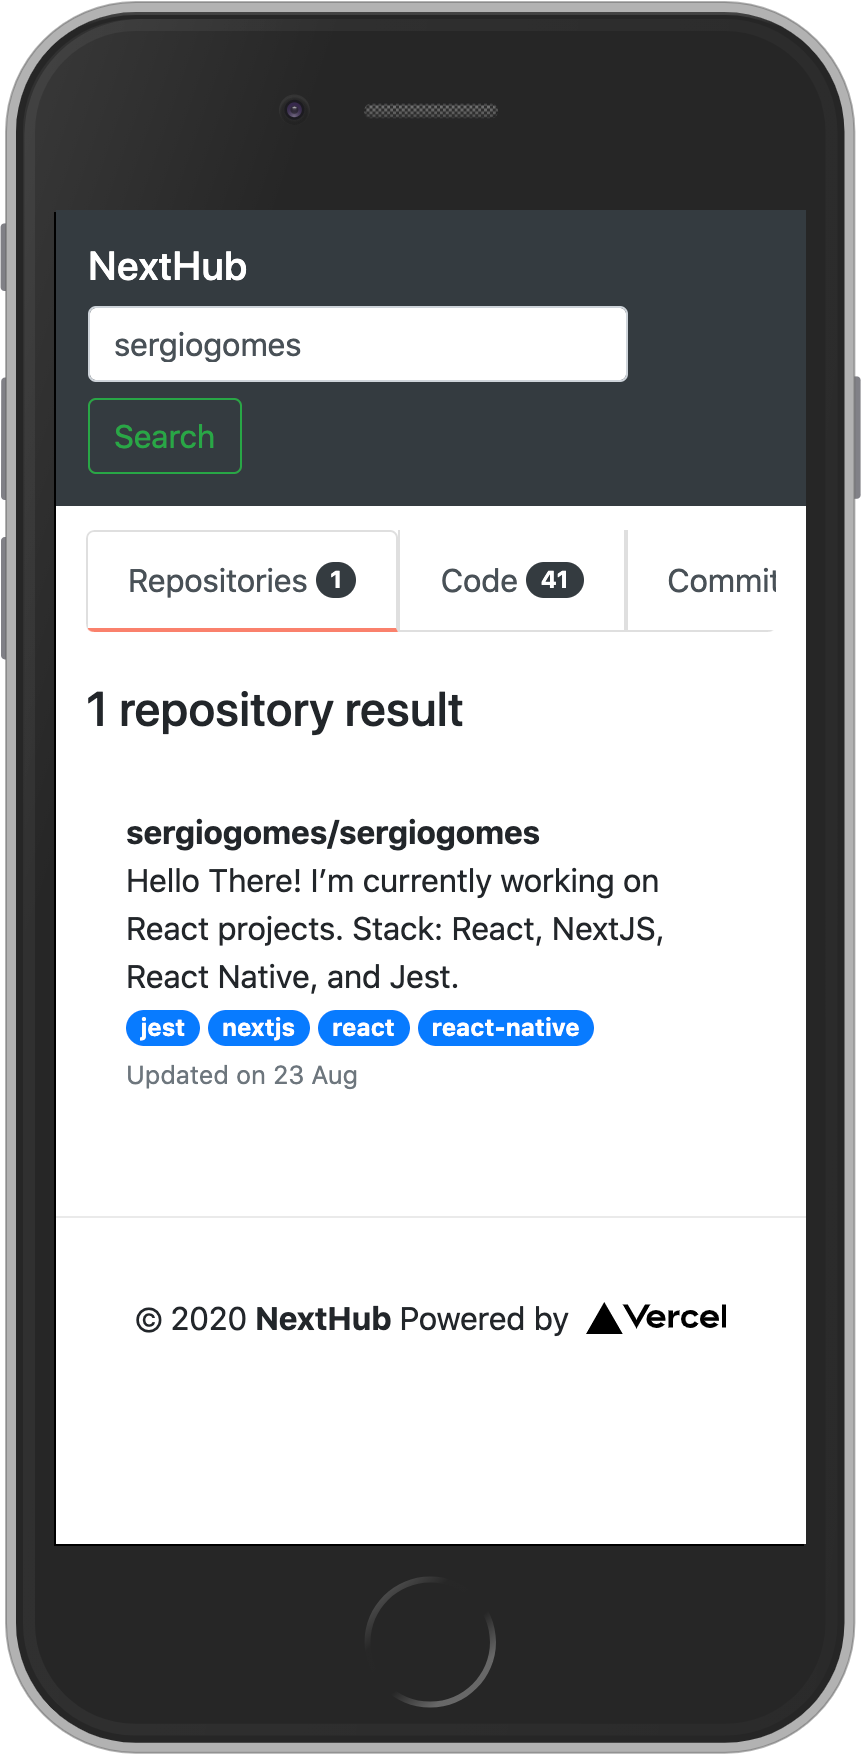 NextHub
sergiogomes
Search
Repositories 1 Code 41 Commit
1 repository result
sergiogomes/sergiogomes
Hello There! I’m currently working on
React projects. Stack: React, NextJS,
React Native, and Jest.
jest nextjs react react-native
Updated on 23 Aug
© 2020 NextHub Powered by Vercel